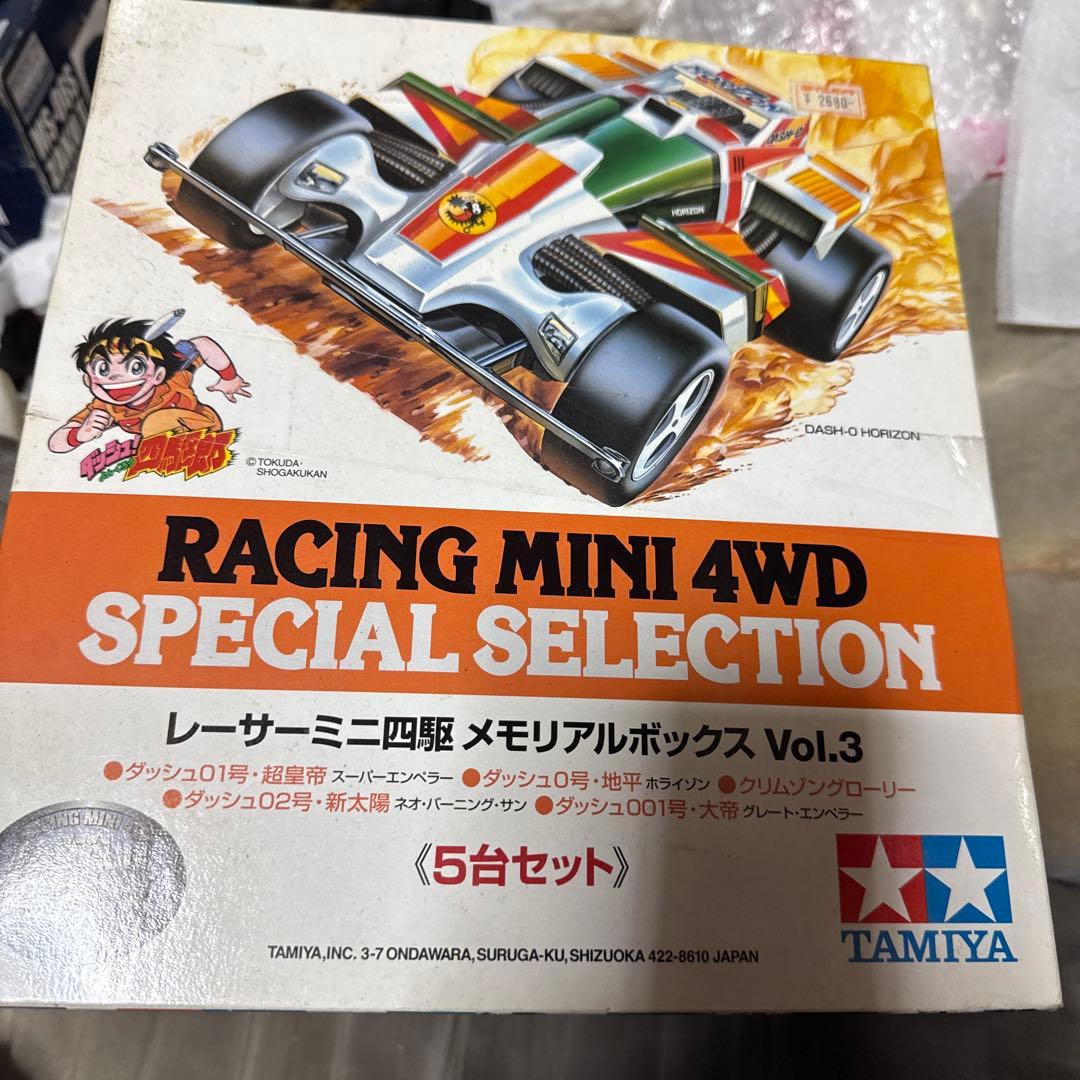 ¥2680-
HORIZON
DASH-0 HORIZON
ダッシュ!
四駆郎
©TOKUDA・
SHOGAKUKAN
RACING MINI 4WD
SPECIAL SELECTION
レーサーミニ四駆 メモリアルボックス Vol.3
●ダッシュ01号・超皇帝 スーパーエンペラー ●ダッシュ0号・地平 ホライゾン ●クリムゾングローリー
●ダッシュ02号・新太陽 ネオ・バーニング・サン ●ダッシュ001号・大帝 グレート・エンペラー
《5台セット》
TAMIYA
TAMIYA,INC. 3-7 ONDAWARA, SURUGA-KU, SHIZUOKA 422-8610 JAPAN